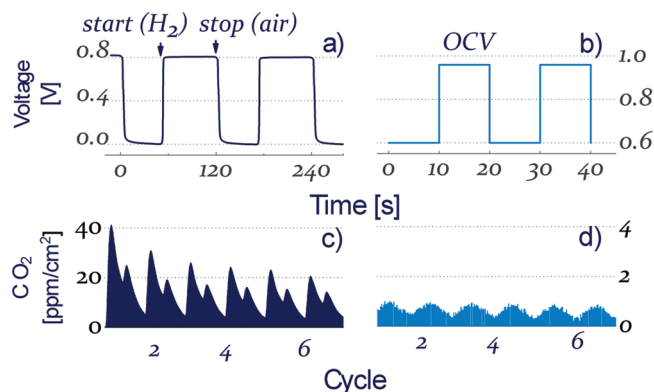 start (H2) stop (air) a)
OCV b)
Voltage
[V]
0.8
0.4
0.0
1.0
0.8
0.6
0 120 240
0 10 20 30 40
Time [s]
c)
d)
CO2
[ppm/cm2]
40
20
0
4
2
0
2 4 6
2 4 6
Cycle